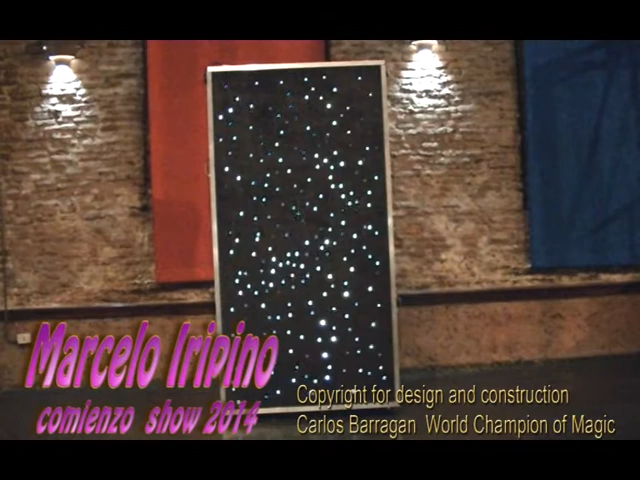 Marcelo Iripino
comienzo show 2014
Copyright for design and construction
Carlos Barragan World Champion of Magic